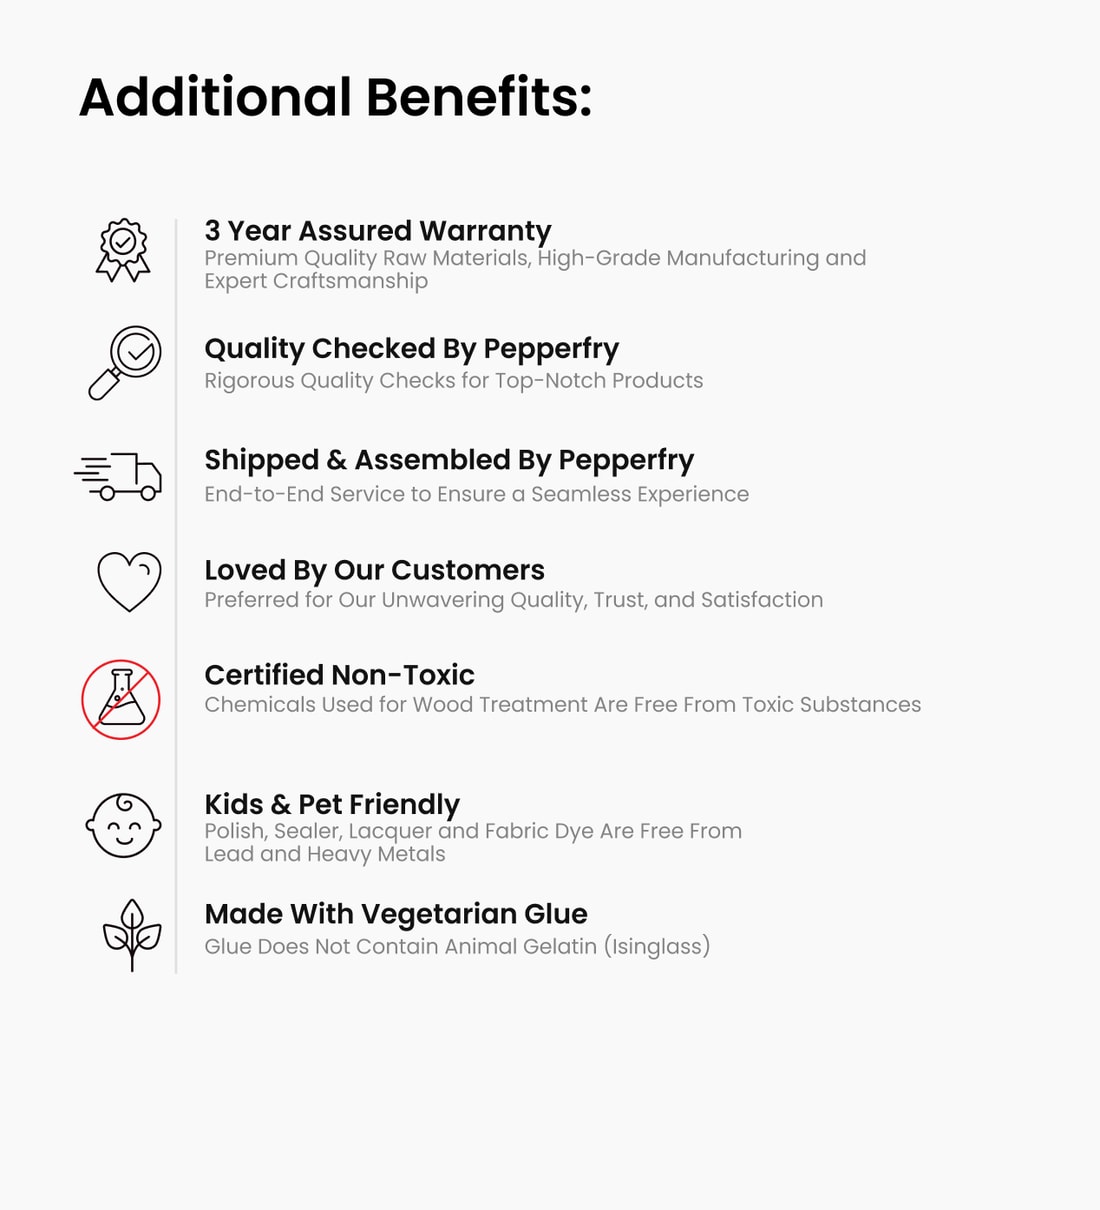 Additional Benefits:
3 Year Assured Warranty
Premium Quality Raw Materials, High-Grade Manufacturing and
Expert Craftsmanship
Quality Checked By Pepperfry
Rigorous Quality Checks for Top-Notch Products
Shipped & Assembled By Pepperfry
End-to-End Service to Ensure a Seamless Experience
Loved By Our Customers
Preferred for Our Unwavering Quality, Trust, and Satisfaction
Certified Non-Toxic
Chemicals Used for Wood Treatment Are Free From Toxic Substances
Kids & Pet Friendly
Polish, Sealer, Lacquer and Fabric Dye Are Free From
Lead and Heavy Metals
Made With Vegetarian Glue
Glue Does Not Contain Animal Gelatin (Isinglass)